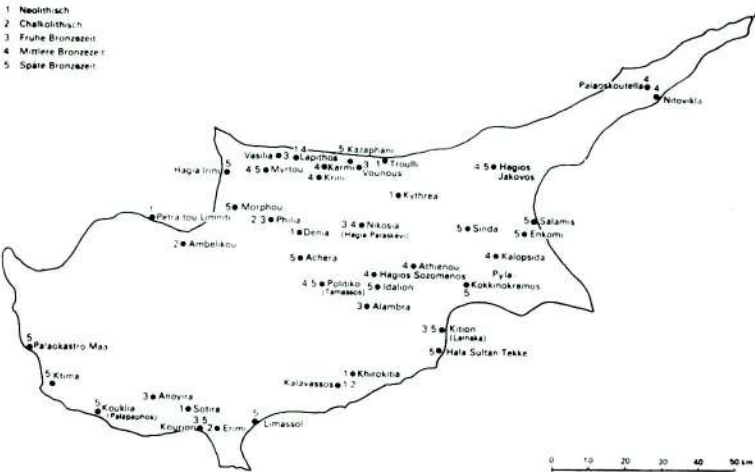 1 Neolithisch
2 Chalkolithisch
3 Frühe Bronzezeit
4 Mittlere Bronzezeit
5 Späte Bronzezeit
4
Palaoskoutella
4
Nitovikla
5 Kazaphani
1 4
Vasilia 3 Lapithos
4 Karmi 3
Vounous
1 Troulli
5
Hagia Irini
4 5 Myrtou
4 Krini
4 5 Hagios
Jakovos
1 Kythrea
5 Morphou
1
Petra tou Limniti
2 3 Philia
1 Denia
3 4 Nikosia
(Hagia Paraskevi)
5 Salamis
5 Sinda
5 Enkomi
2 Ambelikou
5 Achera
4 Athienou
4 Kalopsida
4 Hagios Sozomenos
Pyla
Kokkinokremos
5
4 5 Politiko
(Tamassos)
5 Idalion
3 Alambra
3 5 Kition
(Larnaka)
5
Palaokastro Maa
5 Hala Sultan Tekke
5 Ktima
1 Khirokitia
Kalavassos 1 2
3 Anoyira
5
Kouklia
(Palapaphos)
1 Sotira
3 5
Kourion
2 Erimi
5
Limassol
0 10 20 30 40 50 km